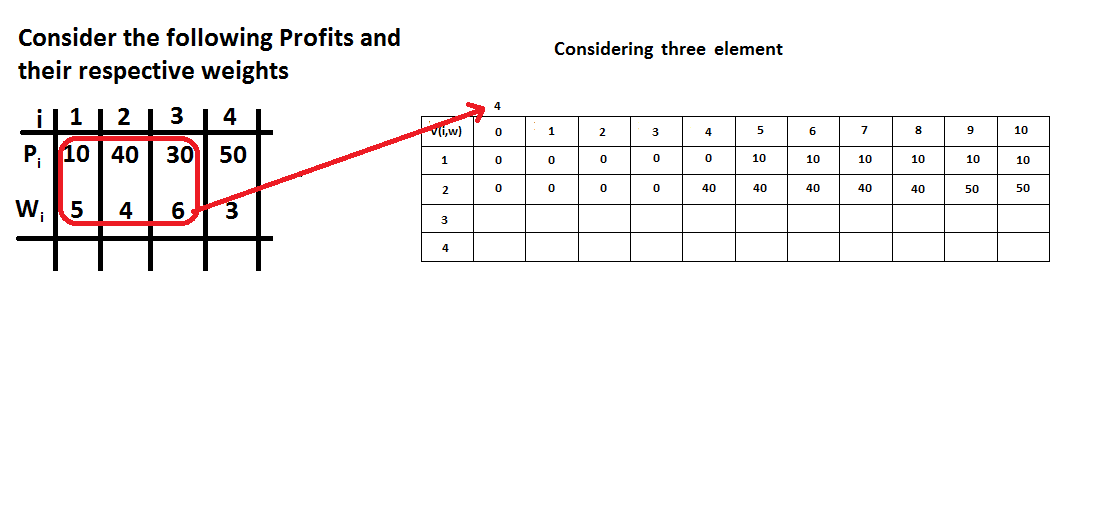 Consider the following Profits and
their respective weights
Considering three element
i 1 2 3 4
Pi 10 40 30 50
Wi 5 4 6 3
4
V(i,w) 0 1 2 3 4 5 6 7 8 9 10
1 0 0 0 0 0 10 10 10 10 10 10
2 0 0 0 0 40 40 40 40 40 50 50
3
4